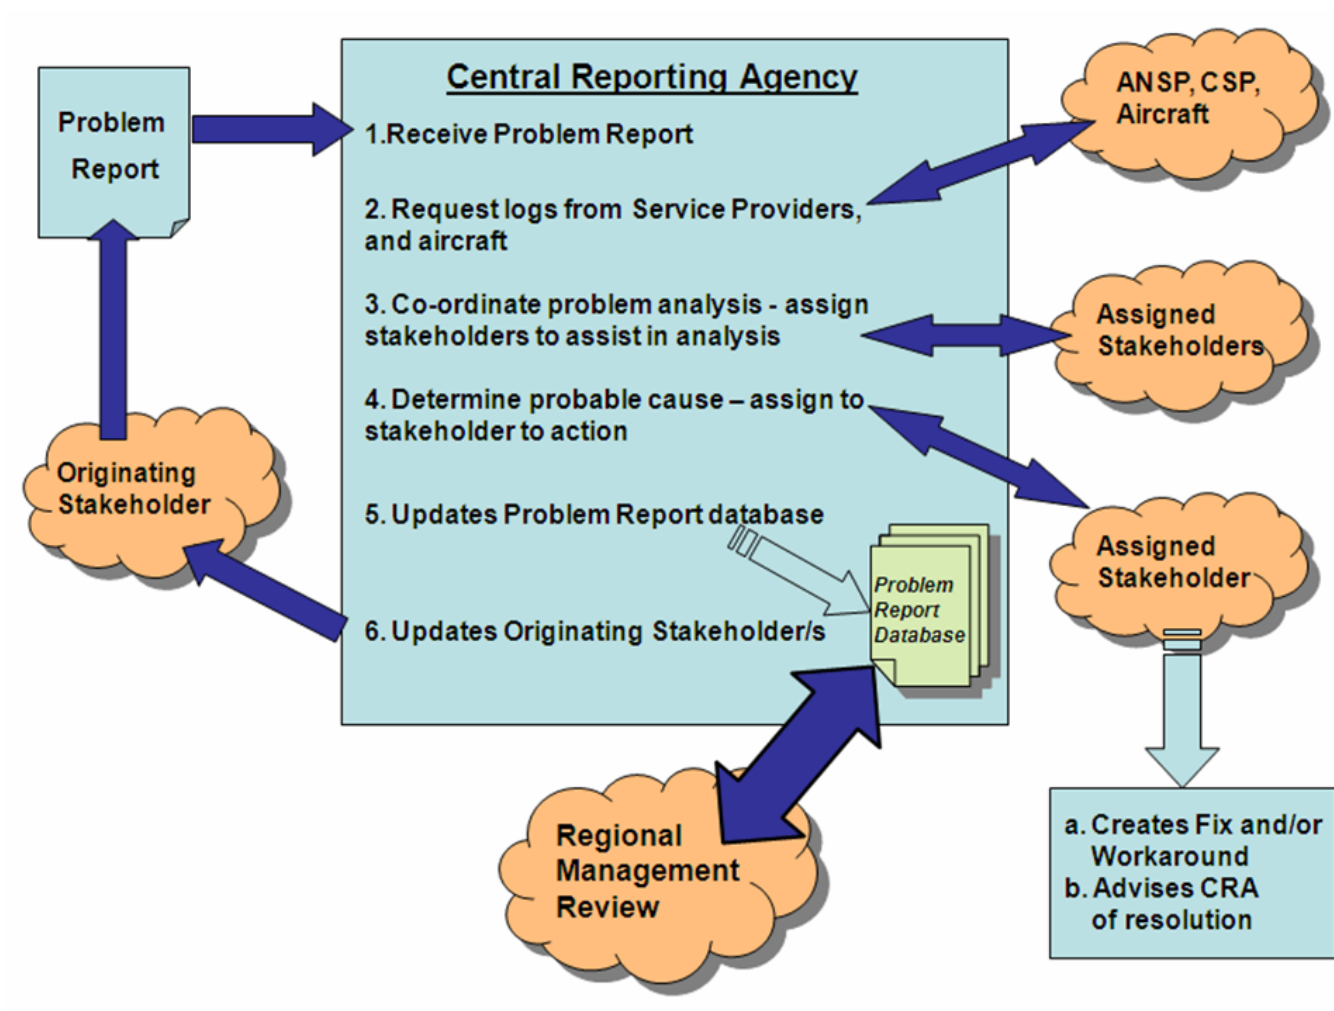 Central Reporting Agency
Problem
Report
1.Receive Problem Report
2. Request logs from Service Providers,
and aircraft
3. Co-ordinate problem analysis - assign
stakeholders to assist in analysis
4. Determine probable cause – assign to
stakeholder to action
5. Updates Problem Report database
6. Updates Originating Stakeholder/s
Problem
Report
Database
ANSP, CSP,
Aircraft
Assigned
Stakeholders
Assigned
Stakeholder
Originating
Stakeholder
Regional
Management
Review
a. Creates Fix and/or
Workaround
b. Advises CRA
of resolution